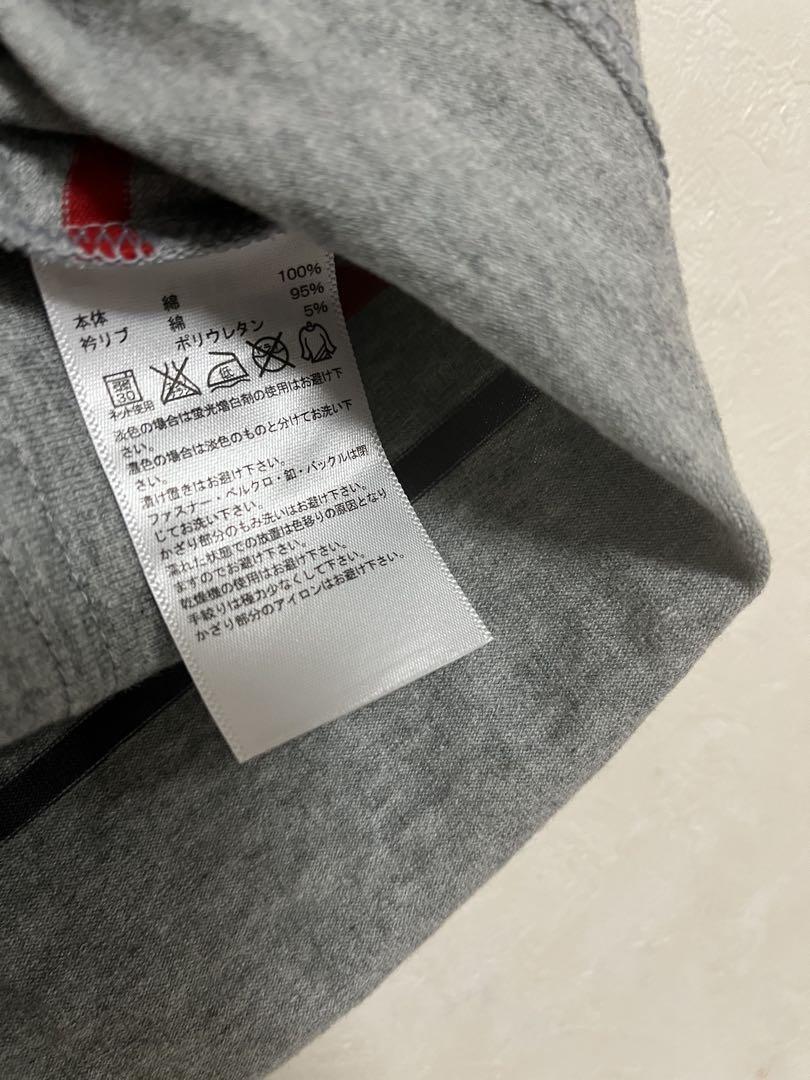 本体 綿 100%
衿リブ 綿 95%
ポリウレタン 5%
30 低
ネット使用
淡色の場合は蛍光増白剤の使用はお避け下
さい。
濃色の場合は淡色のものと分けてお洗い下
さい。
漬け置きはお避け下さい。
ファスナー・ベルクロ・釦・バックルは閉
じてお洗い下さい。
かざり部分のもみ洗いはお避け下さい。
濡れた状態での放置は色移りの原因となり
ますのでお避け下さい。
乾燥機の使用はお避け下さい。
手絞りは極力少なくして下さい。
かざり部分のアイロンはお避け下さい。